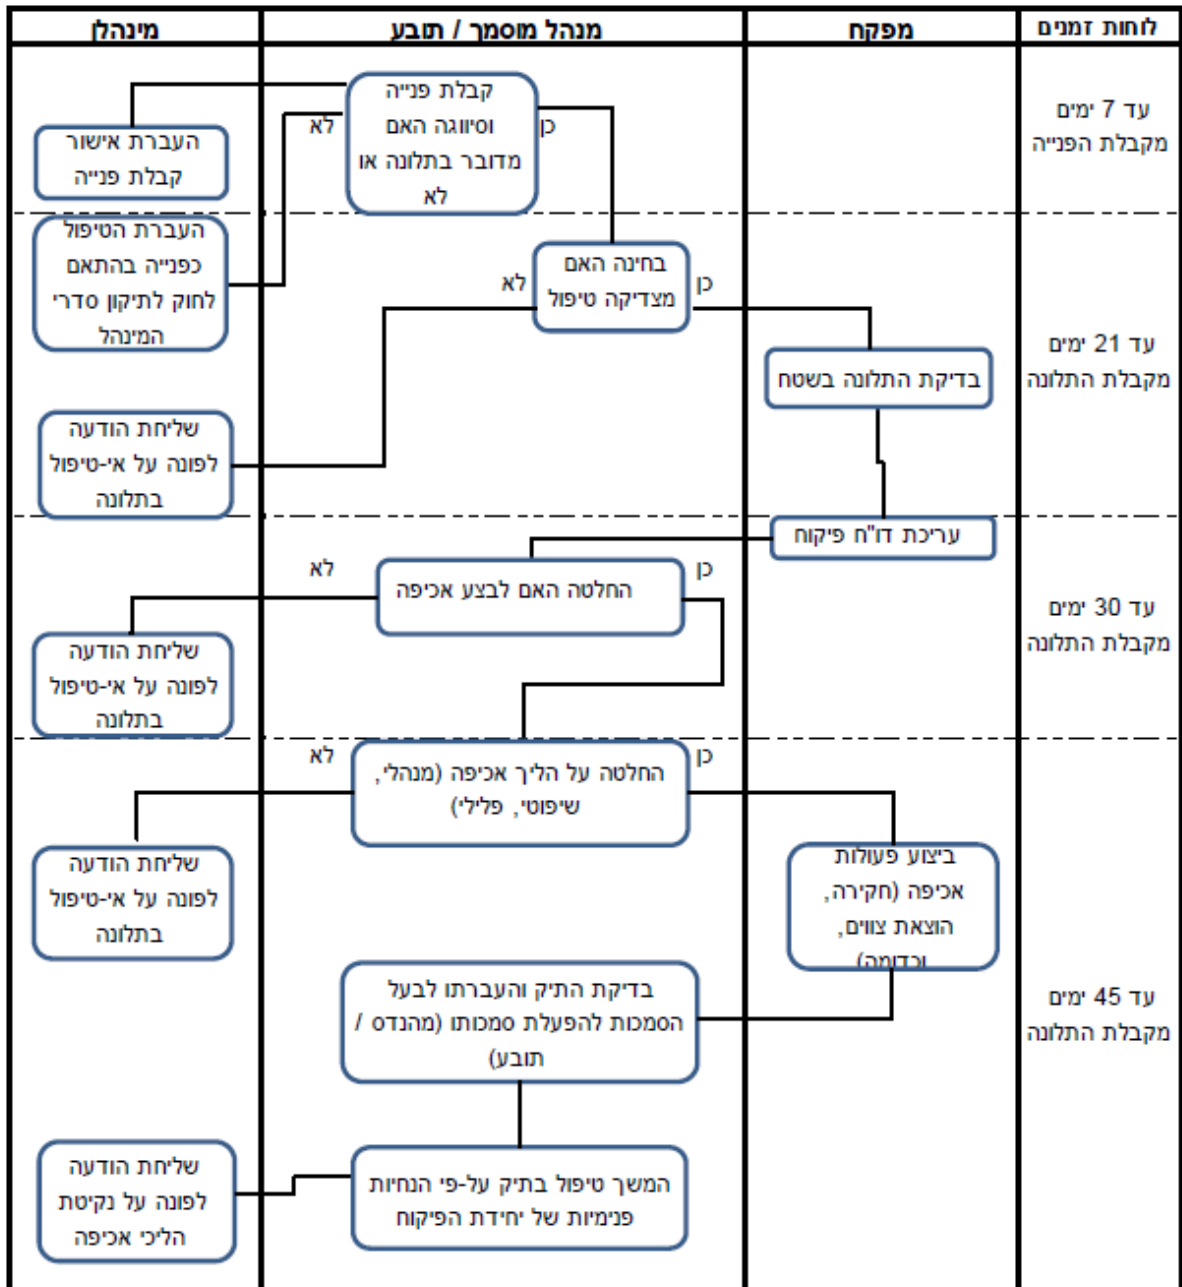 לוחות זמנים
מפקח
מנהל מוסמך / תובע
מינהלן
עד 7 ימים
מקבלת הפנייה
קבלת פנייה
וסיווגה האם
מדובר בתלונה או
לא
כן
לא
העברת אישור
קבלת פנייה
עד 21 ימים
מקבלת התלונה
העברת הטיפול
כפנייה בהתאם
לחוק לתיקון סדרי
המינהל
בחינה האם
מצדיקה טיפול
כן
לא
בדיקת התלונה בשטח
שליחת הודעה
לפונה על אי-טיפול
בתלונה
עד 30 ימים
מקבלת התלונה
עריכת דו"ח פיקוח
כן
החלטה האם לבצע אכיפה
לא
שליחת הודעה
לפונה על אי-טיפול
בתלונה
עד 45 ימים
מקבלת התלונה
כן
החלטה על הליך אכיפה (מנהלי,
שיפוטי, פלילי)
לא
ביצוע פעולות
אכיפה (חקירה,
הוצאת צווים,
וכדומה)
שליחת הודעה
לפונה על אי-טיפול
בתלונה
בדיקת התיק והעברתו לבעל
הסמכות להפעלת סמכותו (מהנדס /
תובע)
המשך טיפול בתיק על-פי הנחיות
פנימיות של יחידת הפיקוח
שליחת הודעה
לפונה על נקיטת
הליכי אכיפה